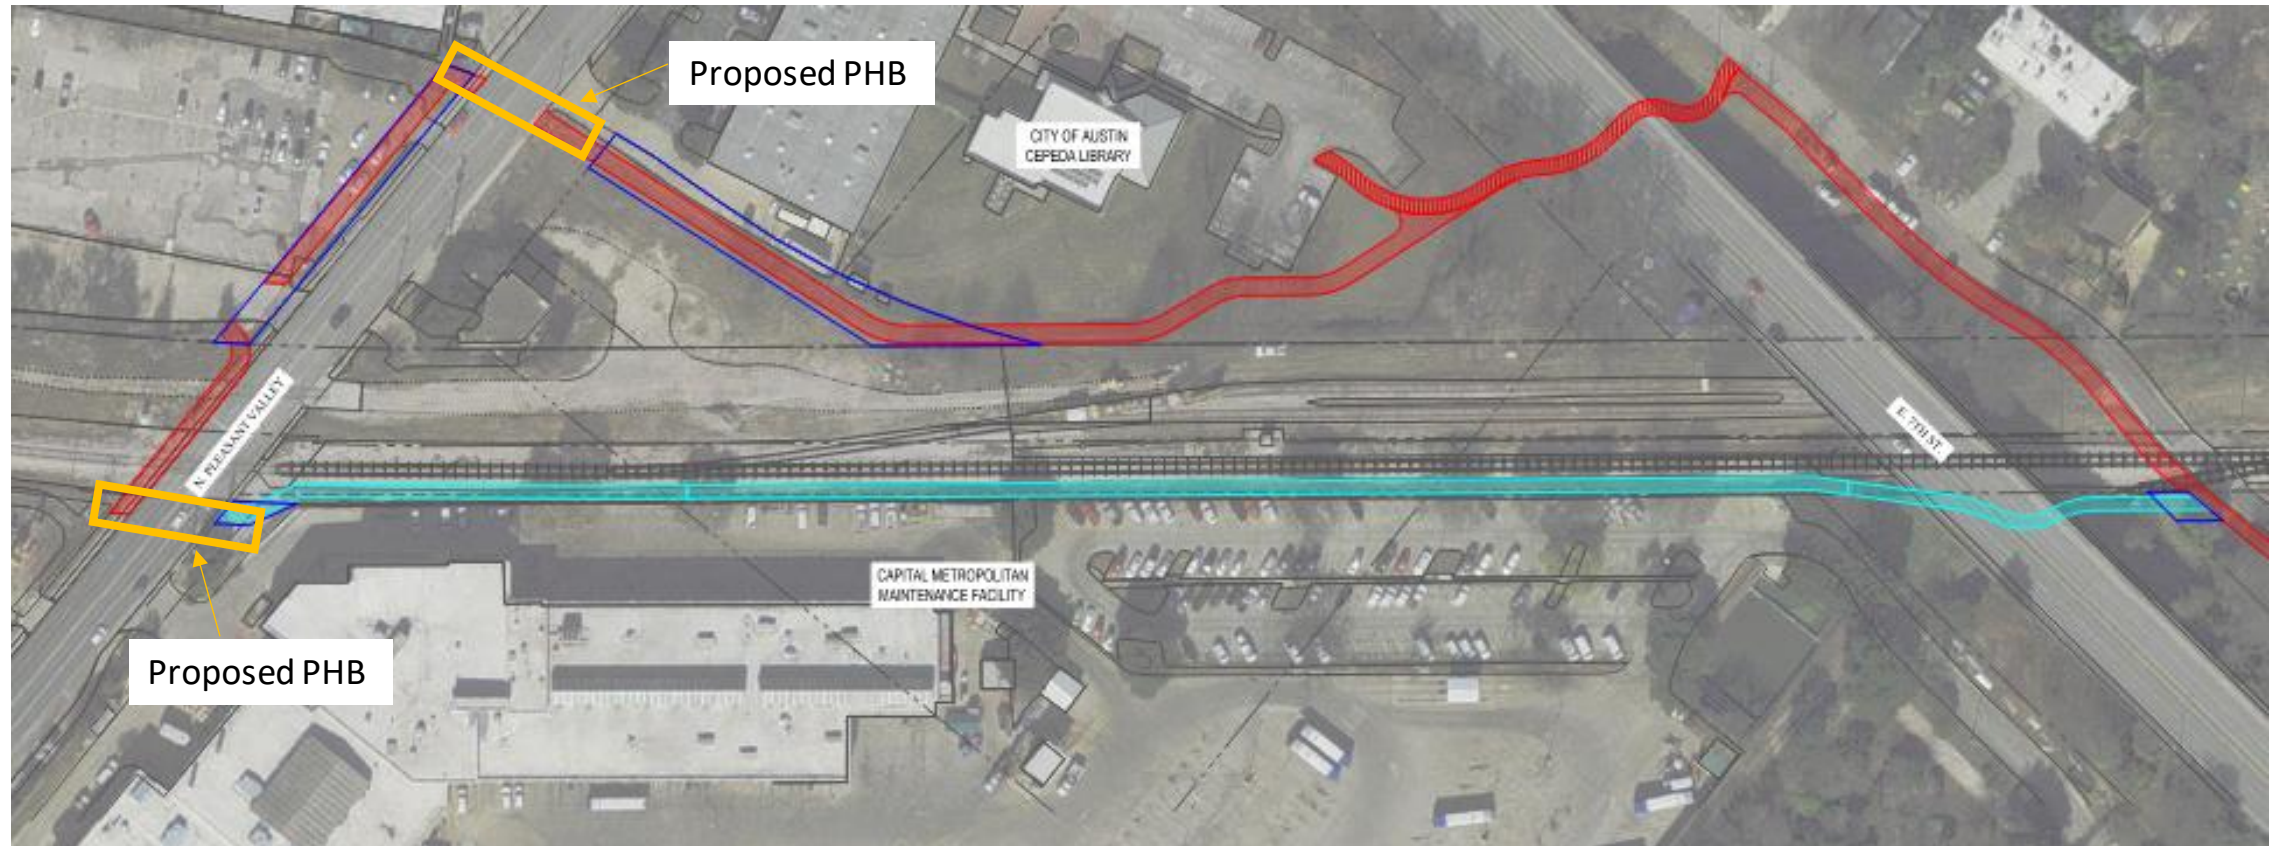 Proposed PHB
CITY OF AUSTIN
CEPEDA LIBRARY
N. PLEASANT VALLEY
E. 7TH ST.
CAPITAL METROPOLITAN
MAINTENANCE FACILITY
Proposed PHB